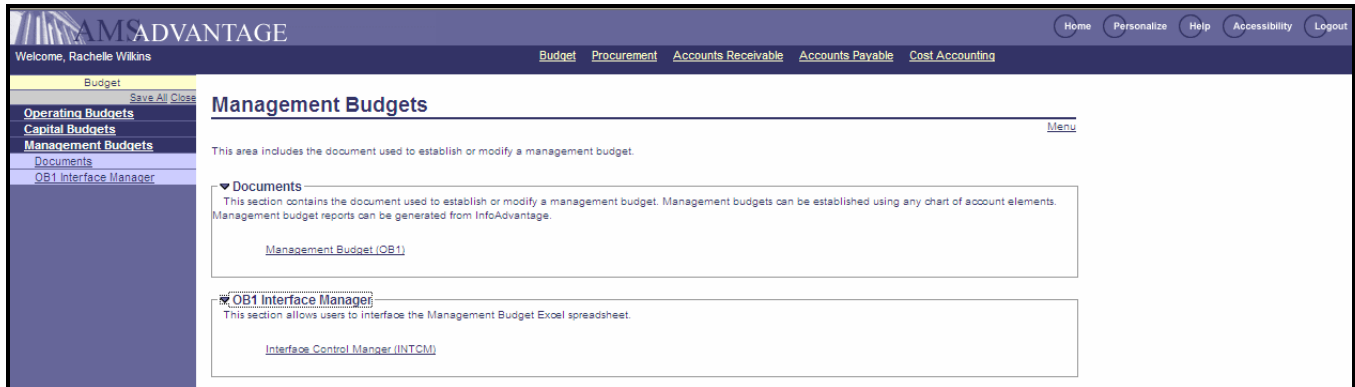 AMSADVANTAGE
Home Personalize Help Accessibility Logout
Welcome, Rachelle Wilkins
Budget Procurement Accounts Receivable Accounts Payable Cost Accounting
Budget
Save All Close
Operating Budgets
Capital Budgets
Management Budgets
Documents
OB1 Interface Manager
Management Budgets
Menu
This area includes the document used to establish or modify a management budget.
Documents
This section contains the document used to establish or modify a management budget. Management budgets can be established using any chart of account elements.
Management budget reports can be generated from InfoAdvantage.
Management Budget (OB1)
OB1 Interface Manager
This section allows users to interface the Management Budget Excel spreadsheet.
Interface Control Manger (INTCM)